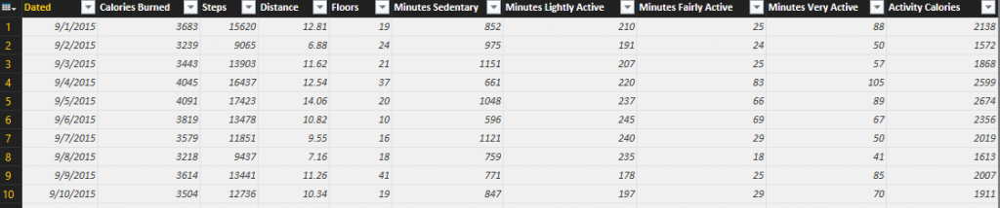 Dated Calories Burned Steps Distance Floors Minutes Sedentary Minutes Lightly Active Minutes Fairly Active Minutes Very Active Activity Calories
1 9/1/2015 3683 15620 12.81 19 852 210 25 88 2138
2 9/2/2015 3239 9065 6.88 24 975 191 24 50 1572
3 9/3/2015 3443 13903 11.62 21 1151 207 25 57 1868
4 9/4/2015 4045 16437 12.54 37 661 220 83 105 2599
5 9/5/2015 4091 17423 14.06 20 1048 237 66 89 2674
6 9/6/2015 3819 13478 10.82 10 596 245 69 67 2356
7 9/7/2015 3579 11851 9.55 16 1121 240 29 50 2019
8 9/8/2015 3218 9437 7.16 18 759 235 18 41 1613
9 9/9/2015 3614 13441 11.26 41 771 178 25 85 2007
10 9/10/2015 3504 12736 10.34 19 847 197 29 70 1911